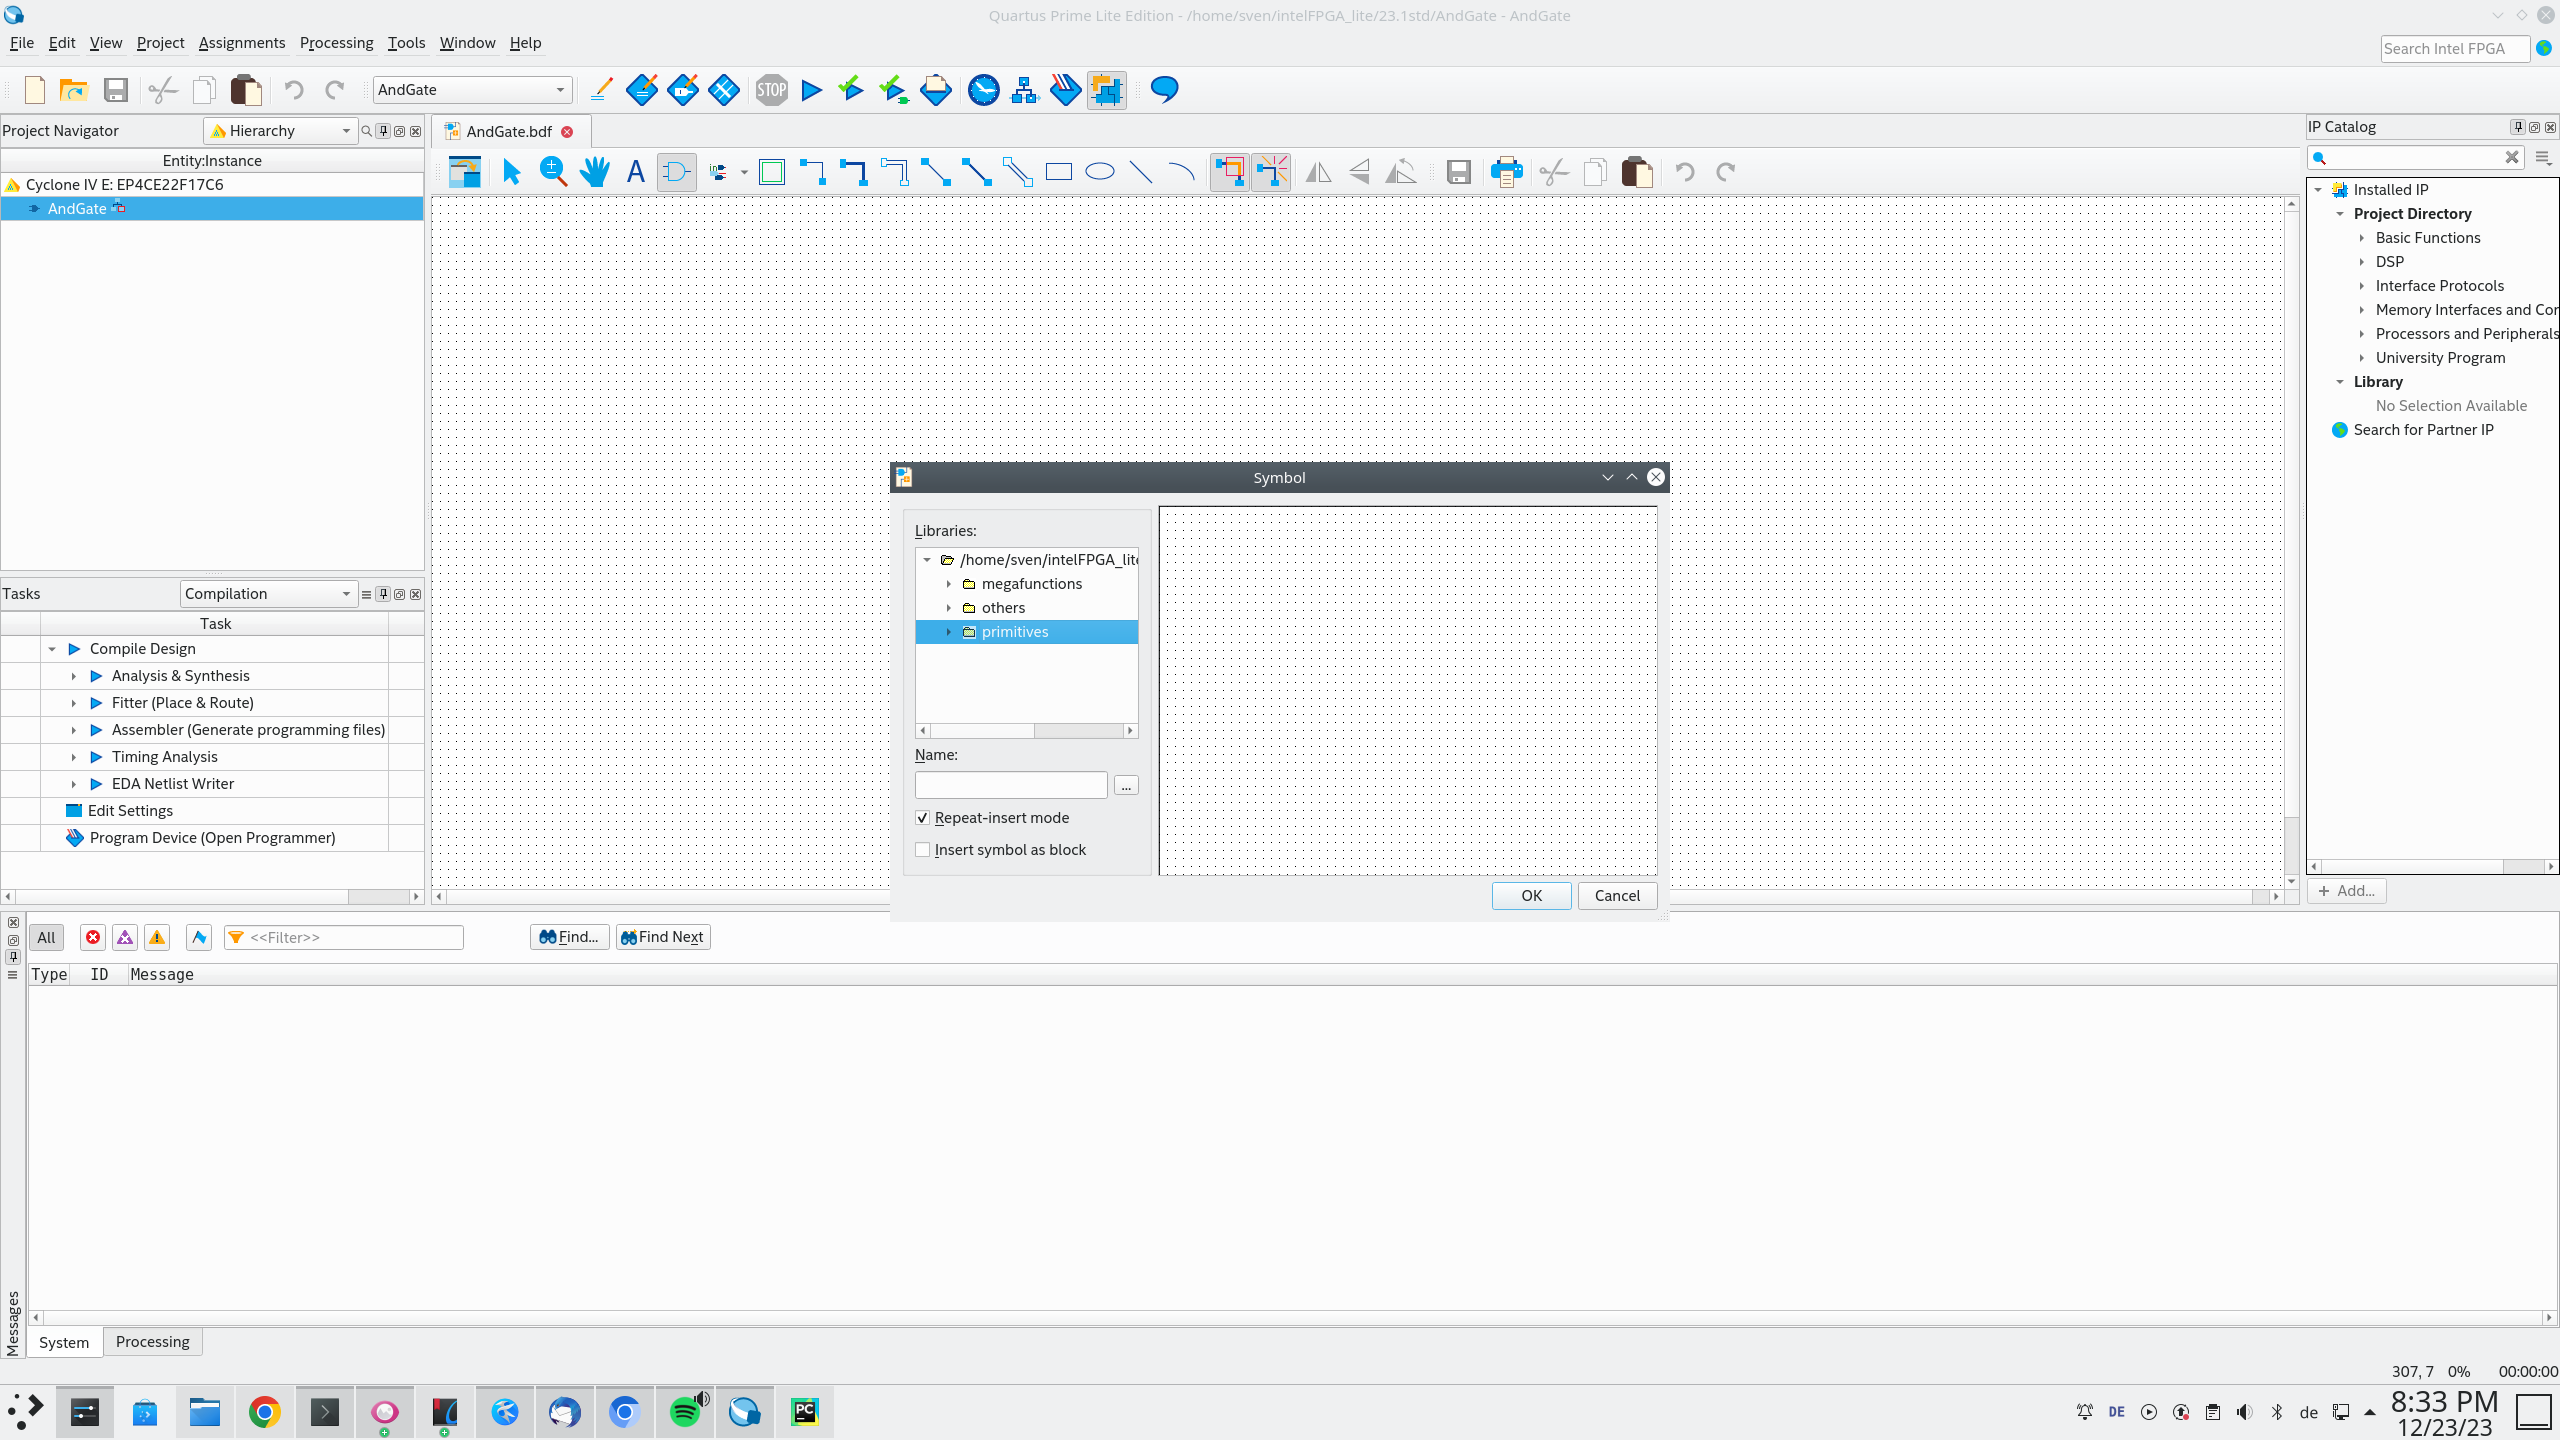 Quartus Prime Lite Edition - /home/sven/intelFPGA_lite/23.1std/AndGate - AndGate
File Edit View Project Assignments Processing Tools Window Help
Search Intel FPGA
AndGate
STOP
Project Navigator
Hierarchy
Entity:Instance
Cyclone IV E: EP4CE22F17C6
AndGate
AndGate.bdf
A
IP Catalog
Installed IP
Project Directory
Basic Functions
DSP
Interface Protocols
Memory Interfaces and Con
Processors and Peripherals
University Program
Library
No Selection Available
Search for Partner IP
+ Add...
Symbol
Libraries:
/home/sven/intelFPGA_lite
megafunctions
others
primitives
Name:
...
Repeat-insert mode
Insert symbol as block
OK Cancel
Tasks
Compilation
Task
Compile Design
Analysis & Synthesis
Fitter (Place & Route)
Assembler (Generate programming files)
Timing Analysis
EDA Netlist Writer
Edit Settings
Program Device (Open Programmer)
All
<<Filter>>
Find... Find Next
Type ID Message
Messages
System Processing
307, 7 0% 00:00:00
PC
DE
de
8:33 PM
12/23/23